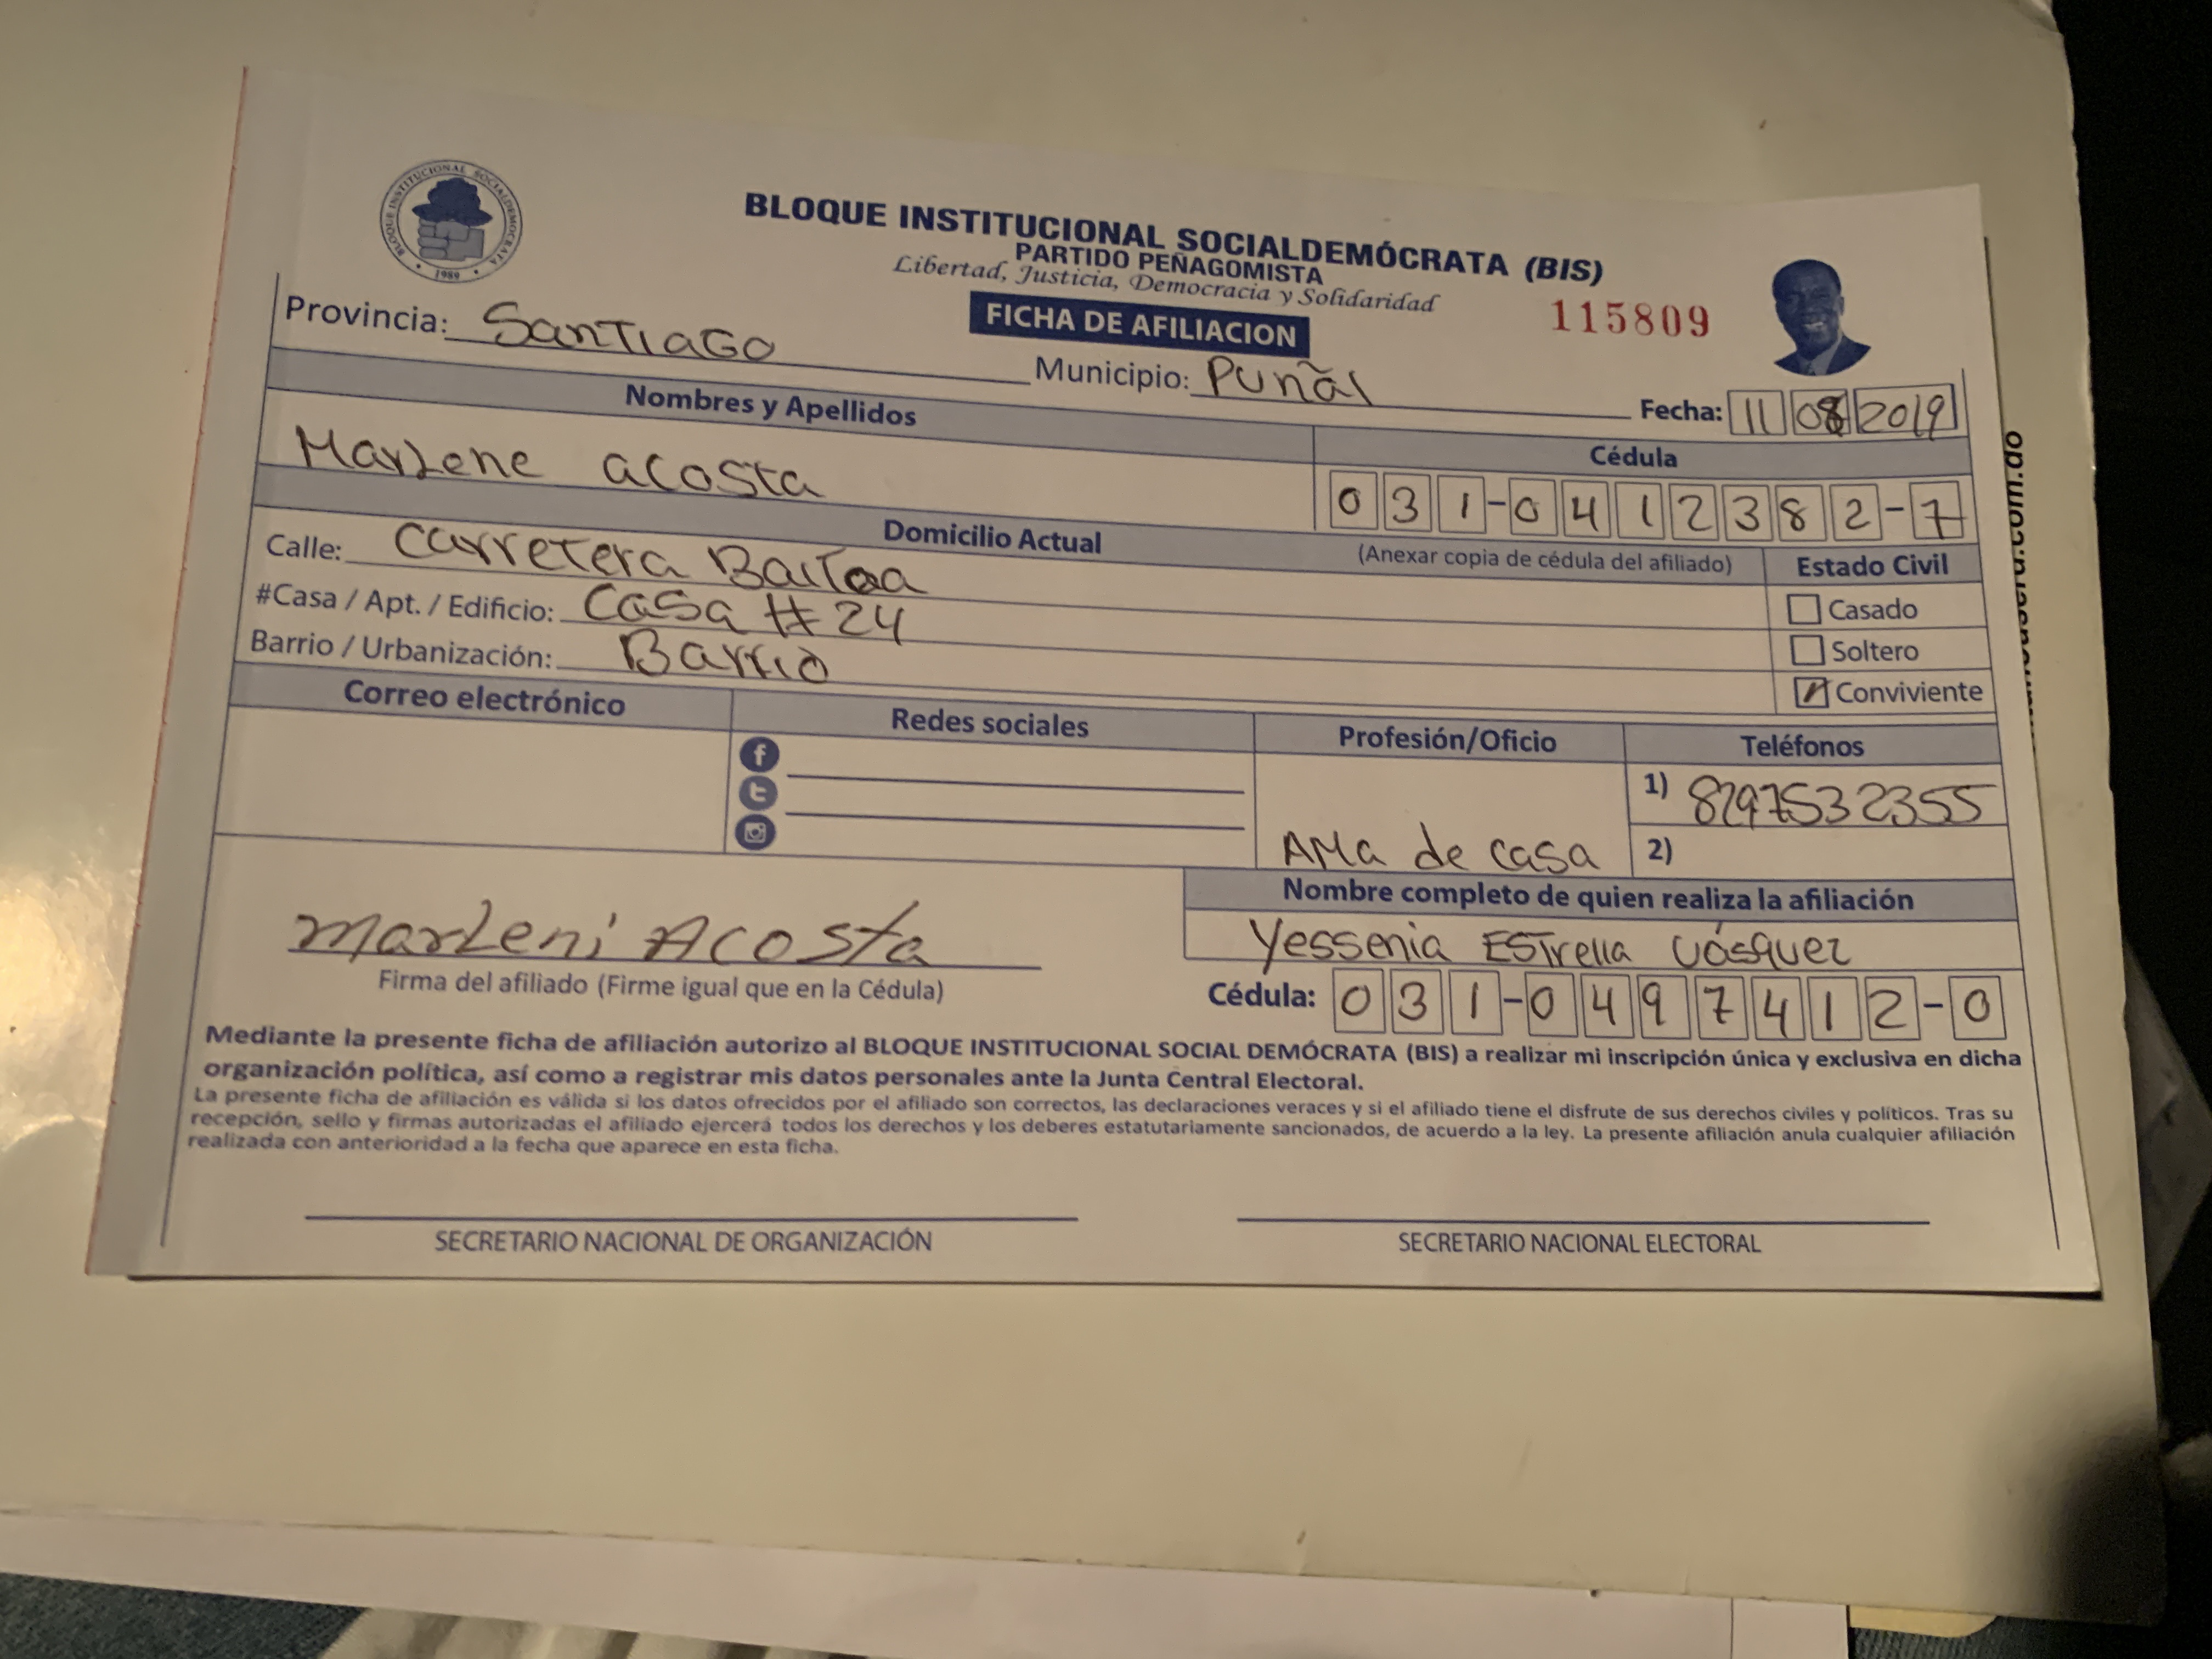 BLOQUE INSTITUCIONAL SOCIALDEMOCRATA
1989
BLOQUE INSTITUCIONAL SOCIALDEMÓCRATA (BIS)
PARTIDO PEÑAGOMISTA
Libertad, Justicia, Democracia y Solidaridad
FICHA DE AFILIACION
115809
Provincia: Santiago
Municipio: Puñal
Fecha: 11 08 2019
Nombres y Apellidos
Cédula
Marlene acosta
031-0412382-7
Domicilio Actual
(Anexar copia de cédula del afiliado)
Estado Civil
Calle: carretera Baitoa
#Casa / Apt. / Edificio: Casa #24
Barrio / Urbanización: Barrio
Casado
Soltero
Conviviente
Correo electrónico
Redes sociales
Profesión/Oficio
Teléfonos
1) 8297532355
AMa de casa
2)
Nombre completo de quien realiza la afiliación
Yessenia Estrella Vásquez
Marleni Acosta
Firma del afiliado (Firme igual que en la Cédula)
Cédula: 031-0497412-0
Mediante la presente ficha de afiliación autorizo al BLOQUE INSTITUCIONAL SOCIAL DEMÓCRATA (BIS) a realizar mi inscripción única y exclusiva en dicha
organización política, así como a registrar mis datos personales ante la Junta Central Electoral.
La presente ficha de afiliación es válida si los datos ofrecidos por el afiliado son correctos, las declaraciones veraces y si el afiliado tiene el disfrute de sus derechos civiles y políticos. Tras su
recepción, sello y firmas autorizadas el afiliado ejercerá todos los derechos y los deberes estatutariamente sancionados, de acuerdo a la ley. La presente afiliación anula cualquier afiliación
realizada con anterioridad a la fecha que aparece en esta ficha.
SECRETARIO NACIONAL DE ORGANIZACIÓN
SECRETARIO NACIONAL ELECTORAL